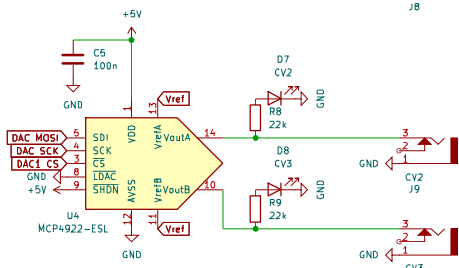 J8
+5V
C5
100n
GND
D7
CV2
GND
R8
22k
Vref
1
13
VDD
VrefA
DAC MOSI
5
SDI
VoutA
14
3
DAC SCK
4
SCK
2
DAC1 CS
3
CS
1
GND
GND
8
LDAC
+5V
9
SHDN
AVSS
VrefB
VoutB
10
D8
CV3
GND
R9
22k
CV2
J9
U4
MCP4922-ESL
12
11
Vref
GND
3
2
1
GND
CV3